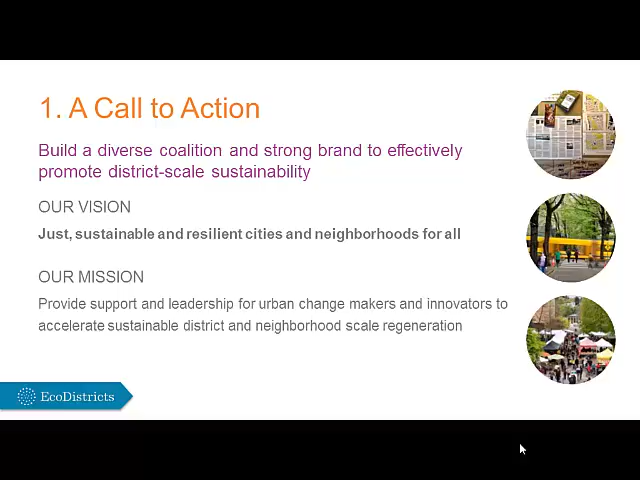 1. A Call to Action
Build a diverse coalition and strong brand to effectively
promote district-scale sustainability
OUR VISION
Just, sustainable and resilient cities and neighborhoods for all
OUR MISSION
Provide support and leadership for urban change makers and innovators to
accelerate sustainable district and neighborhood scale regeneration
EcoDistricts